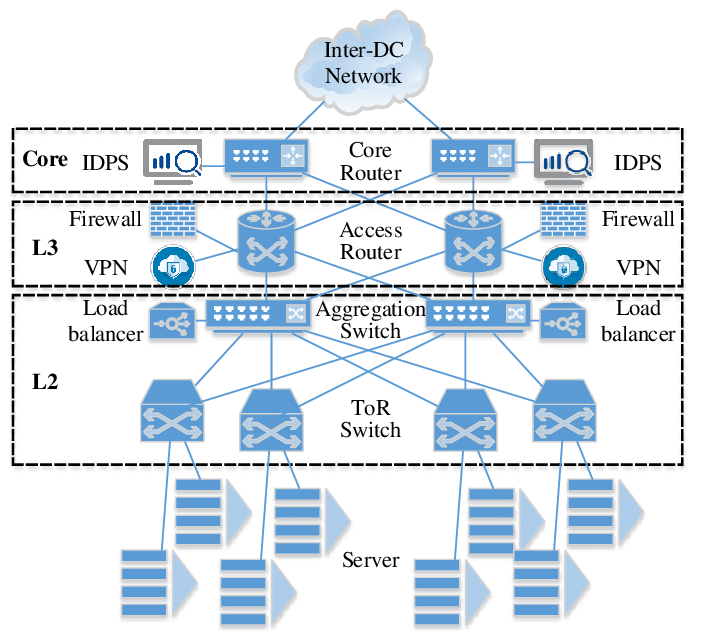 Inter-DC
Network
Core
IDPS
Core
Router
IDPS
Firewall
Access
Router
Firewall
L3
VPN
VPN
Load
balancer
Aggregation
Switch
Load
balancer
L2
ToR
Switch
Server